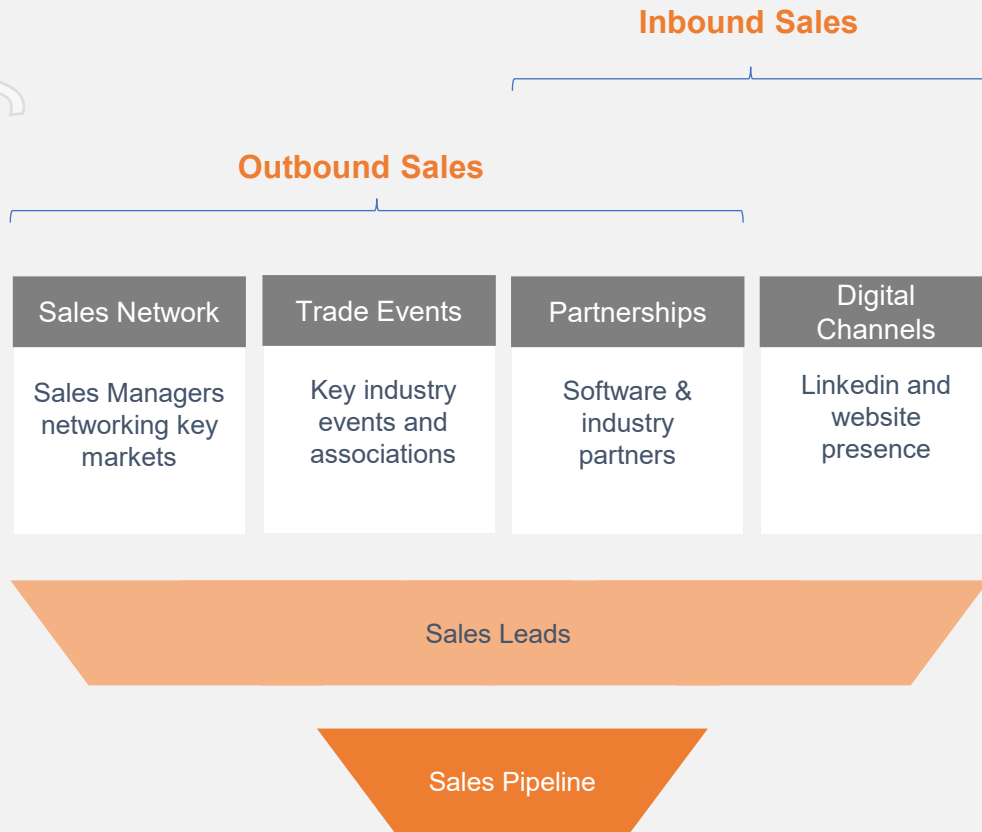 Inbound Sales
Outbound Sales
Sales Network
Sales Managers
networking key
markets
Trade Events
Key industry
events and
associations
Partnerships
Software &
industry
partners
Digital
Channels
Linkedin and
website
presence
Sales Leads
Sales Pipeline